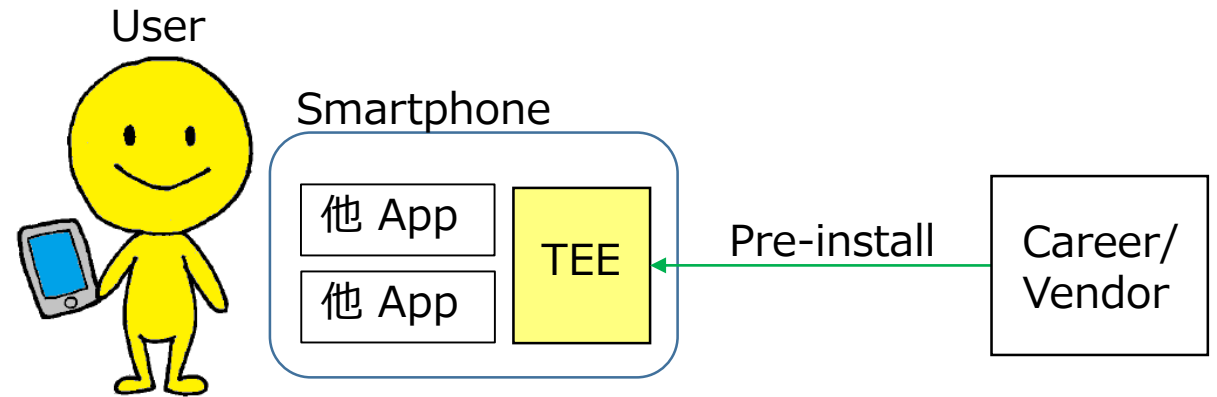 User
Smartphone
他 App
他 App
TEE
Pre-install
Career/
Vendor